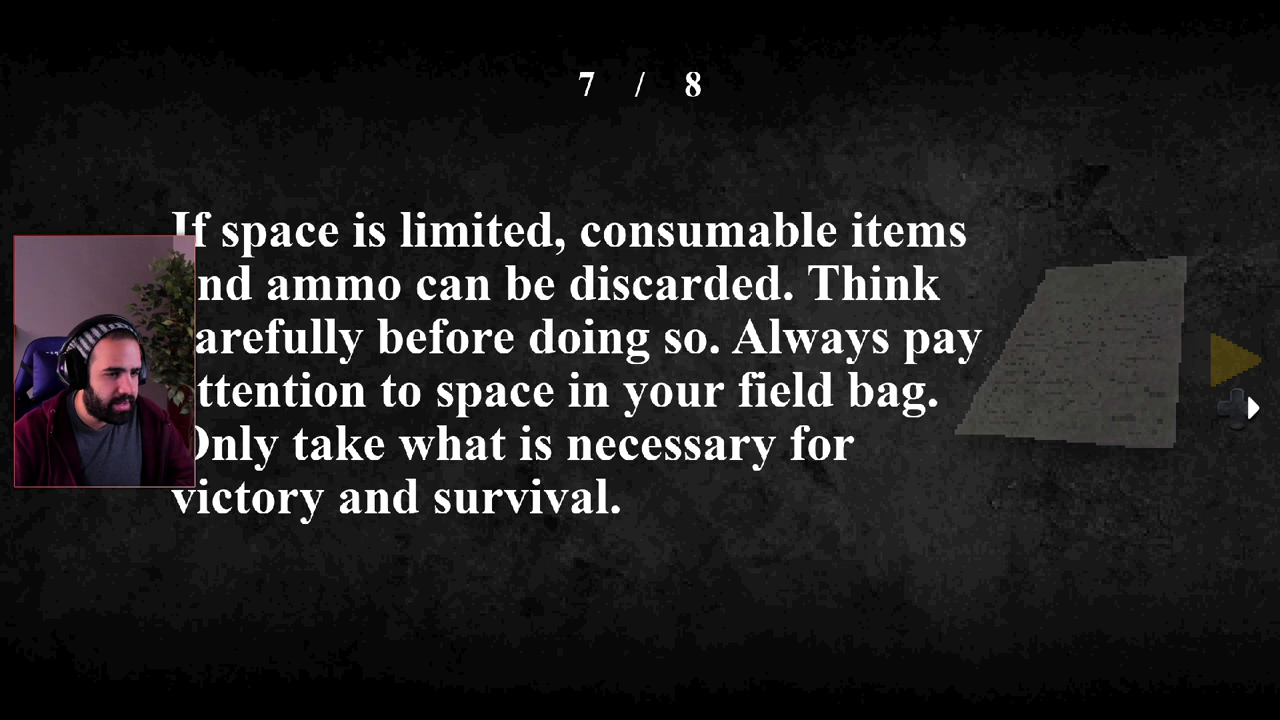 7 / 8
If space is limited, consumable items
nd ammo can be discarded. Think
arefully before doing so. Always pay
ttention to space in your field bag.
Only take what is necessary for
victory and survival.